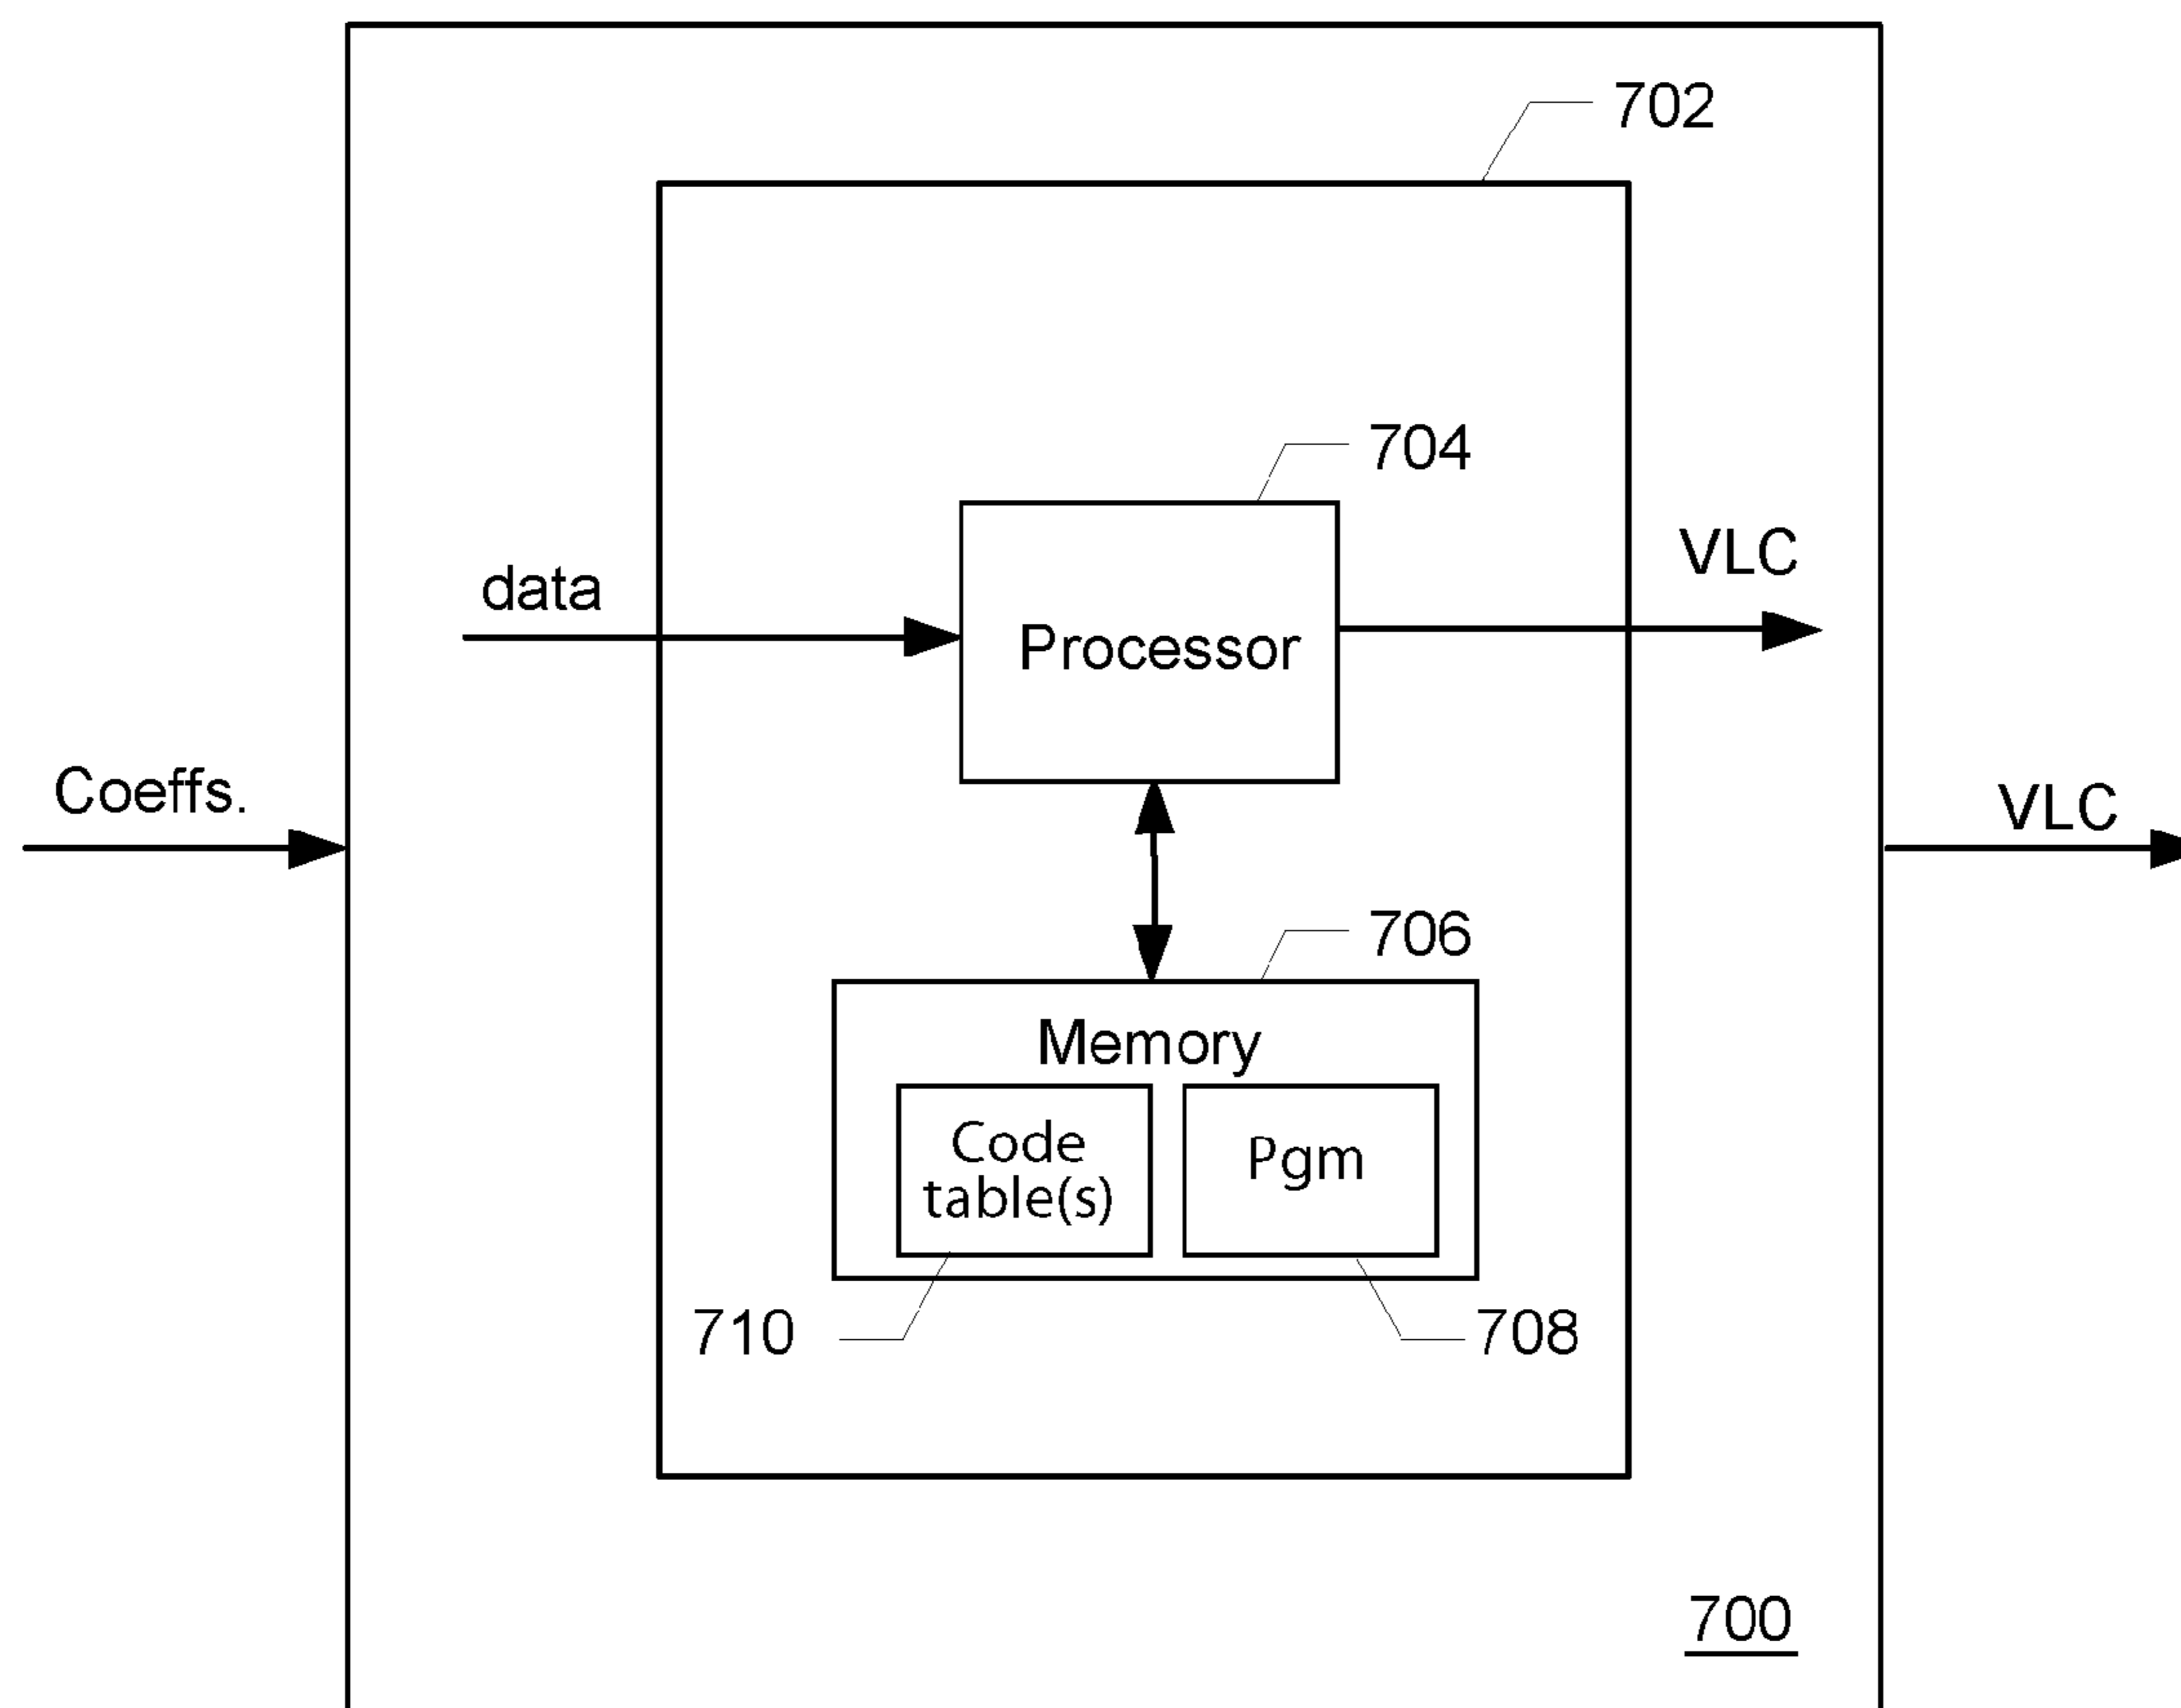 702
704
VLC
data
Processor
Coeffs.
VLC
706
Memory
Code
table(s)
Pgm
710
708
700